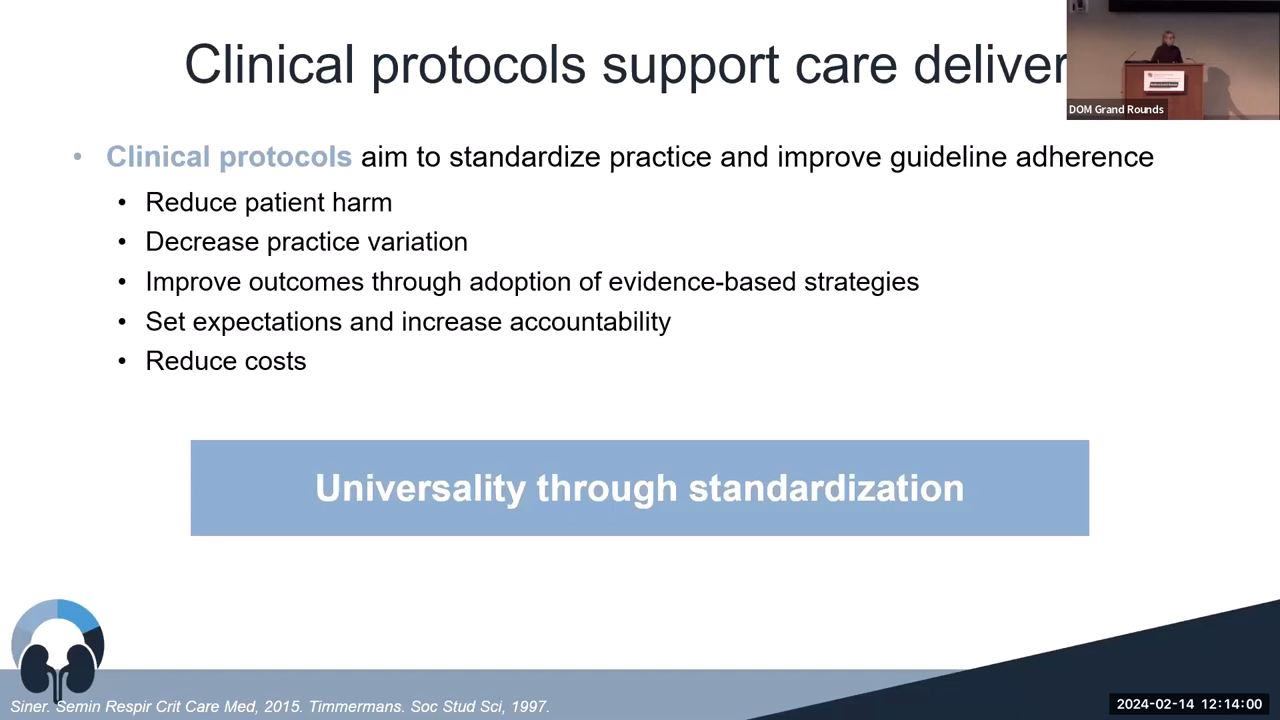 Clinical protocols support care deliver
DOM Grand Rounds
• Clinical protocols aim to standardize practice and improve guideline adherence
• Reduce patient harm
• Decrease practice variation
• Improve outcomes through adoption of evidence-based strategies
• Set expectations and increase accountability
• Reduce costs
Universality through standardization
Siner. Semin Respir Crit Care Med, 2015. Timmermans. Soc Stud Sci, 1997.
2024-02-14 12:14:00